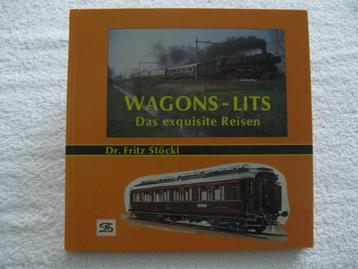 WAGONS-LITS
Das exquisite Reisen
Dr. Fritz Stöckl